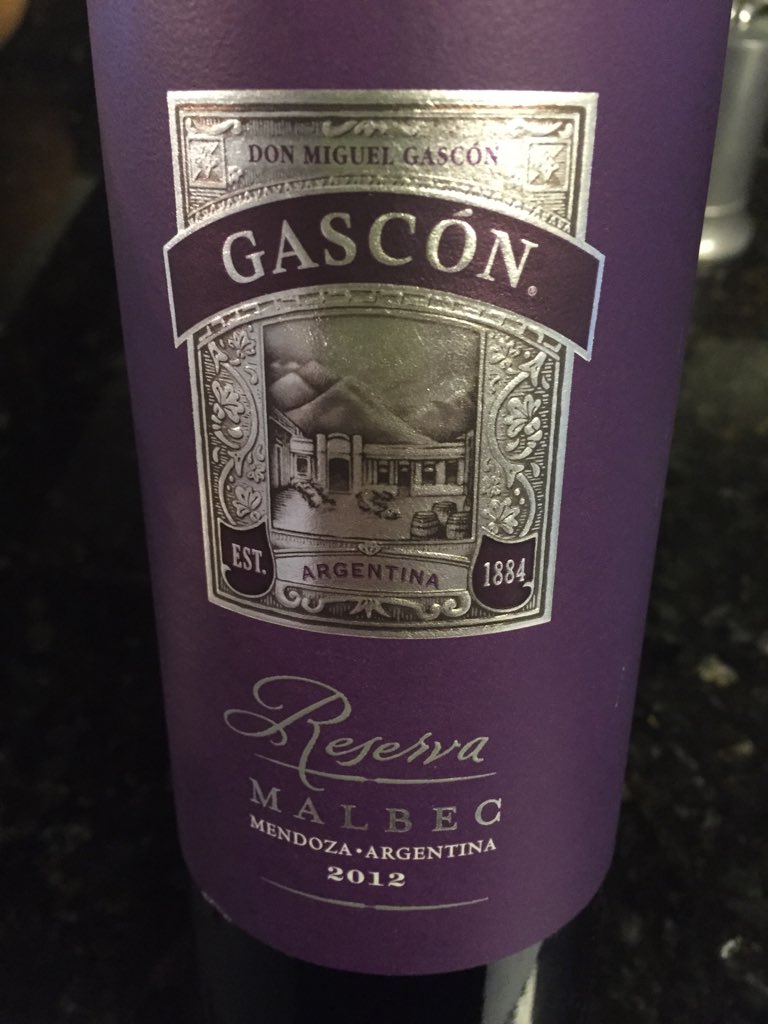 DON MIGUEL GASCÓN
GASCÓN®
EST.
ARGENTINA
1884
Reserva
MALBEC
MENDOZA • ARGENTINA
2012